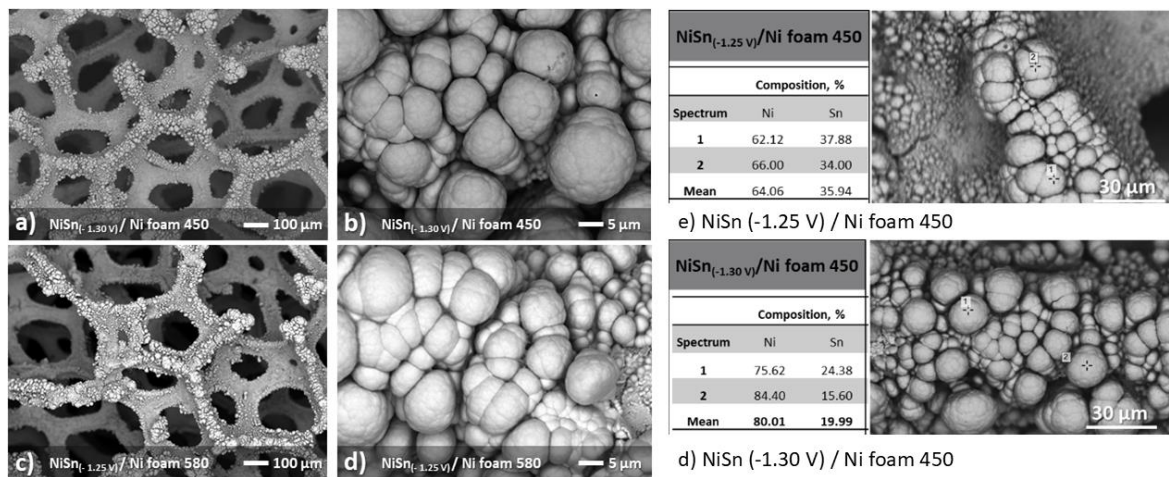 a) NiSn(- 1.30 V) / Ni foam 450 100 µm
b) NiSn(- 1.30 V) / Ni foam 450 5 µm
c) NiSn(- 1.25 V) / Ni foam 580 100 µm
d) NiSn(- 1.25 V) / Ni foam 580 5 µm
NiSn(-1.25 V)/Ni foam 450
Composition, %
Spectrum Ni Sn
1 62.12 37.88
2 66.00 34.00
Mean 64.06 35.94
2
1
30 µm
e) NiSn (-1.25 V) / Ni foam 450
NiSn(-1.30 V)/Ni foam 450
Composition, %
Spectrum Ni Sn
1 75.62 24.38
2 84.40 15.60
Mean 80.01 19.99
1
2
30 µm
d) NiSn (-1.30 V) / Ni foam 450